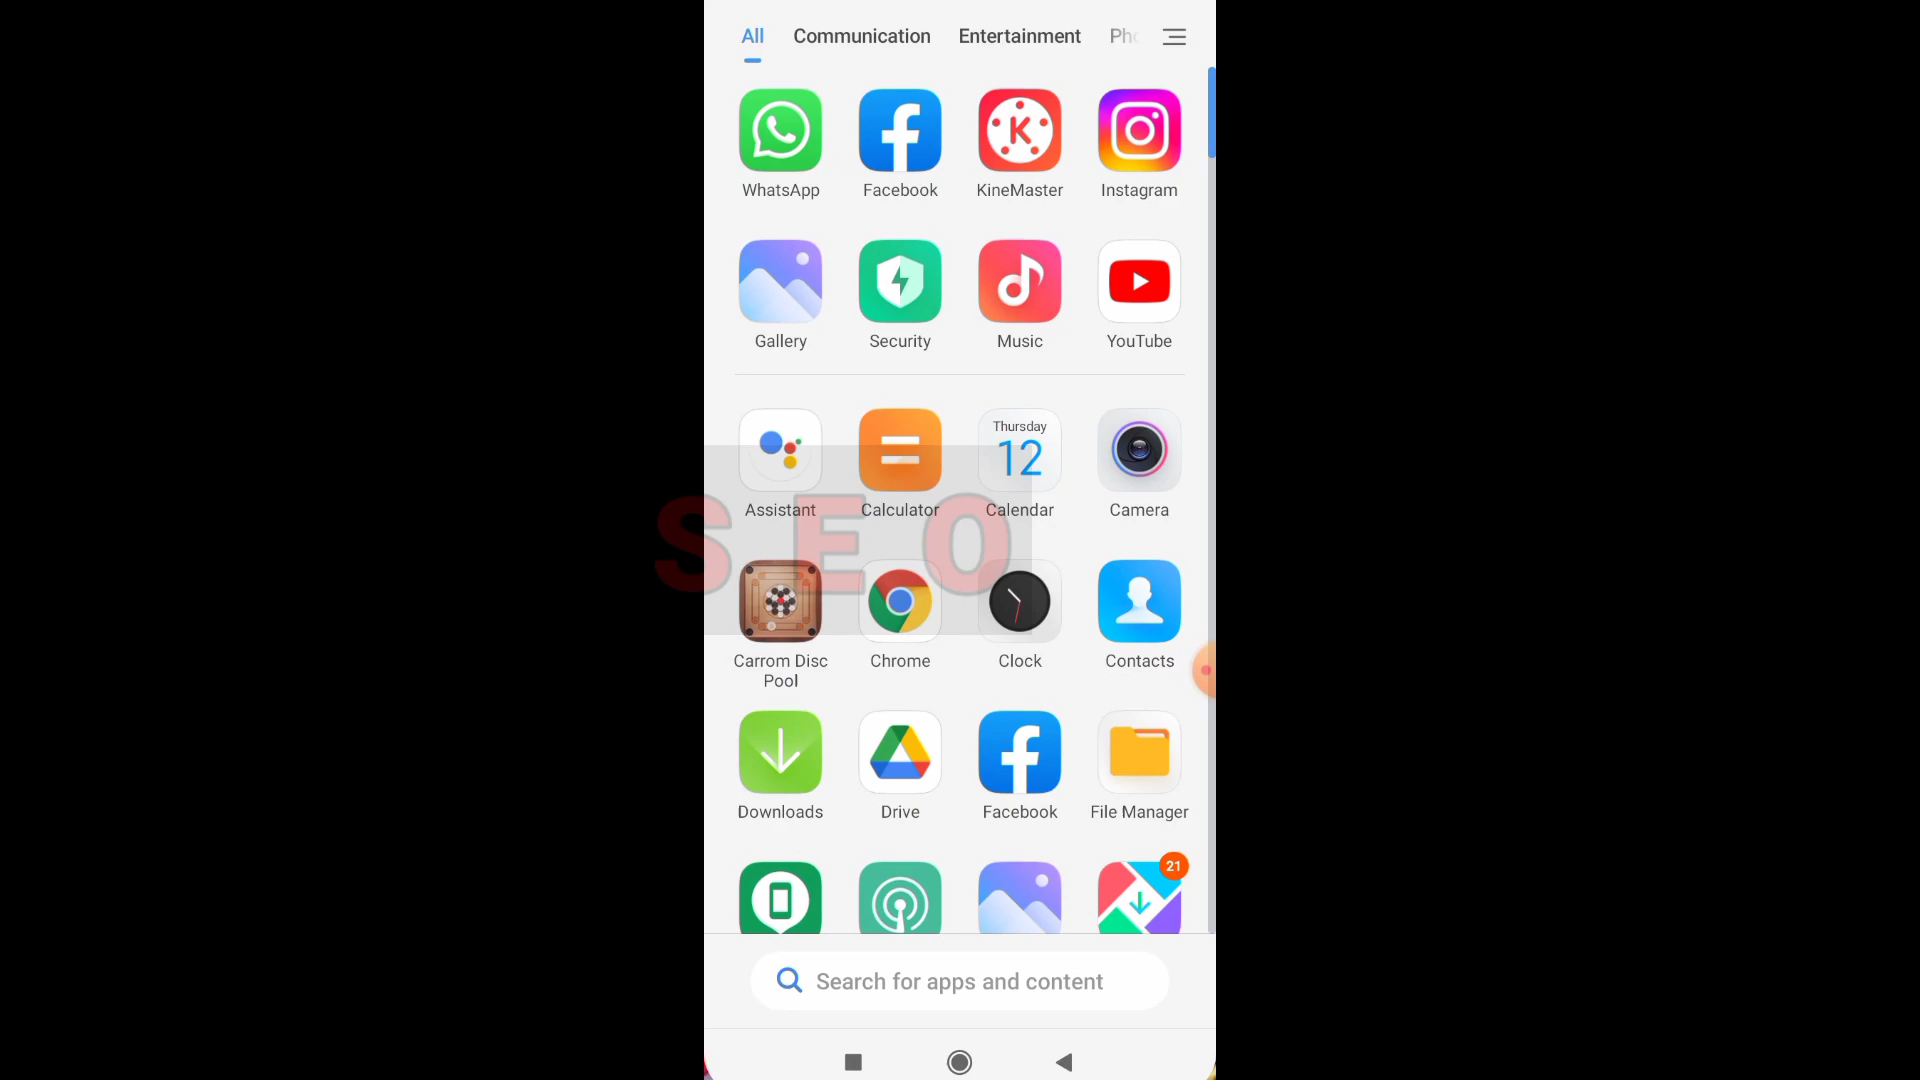 All Communication Entertainment Pho
WhatsApp Facebook KineMaster Instagram
Gallery Security Music YouTube
Thursday
12
Assistant Calculator Calendar Camera
S E O
Carrom Disc Chrome Clock Contacts
Pool
Downloads Drive Facebook File Manager
21
Search for apps and content